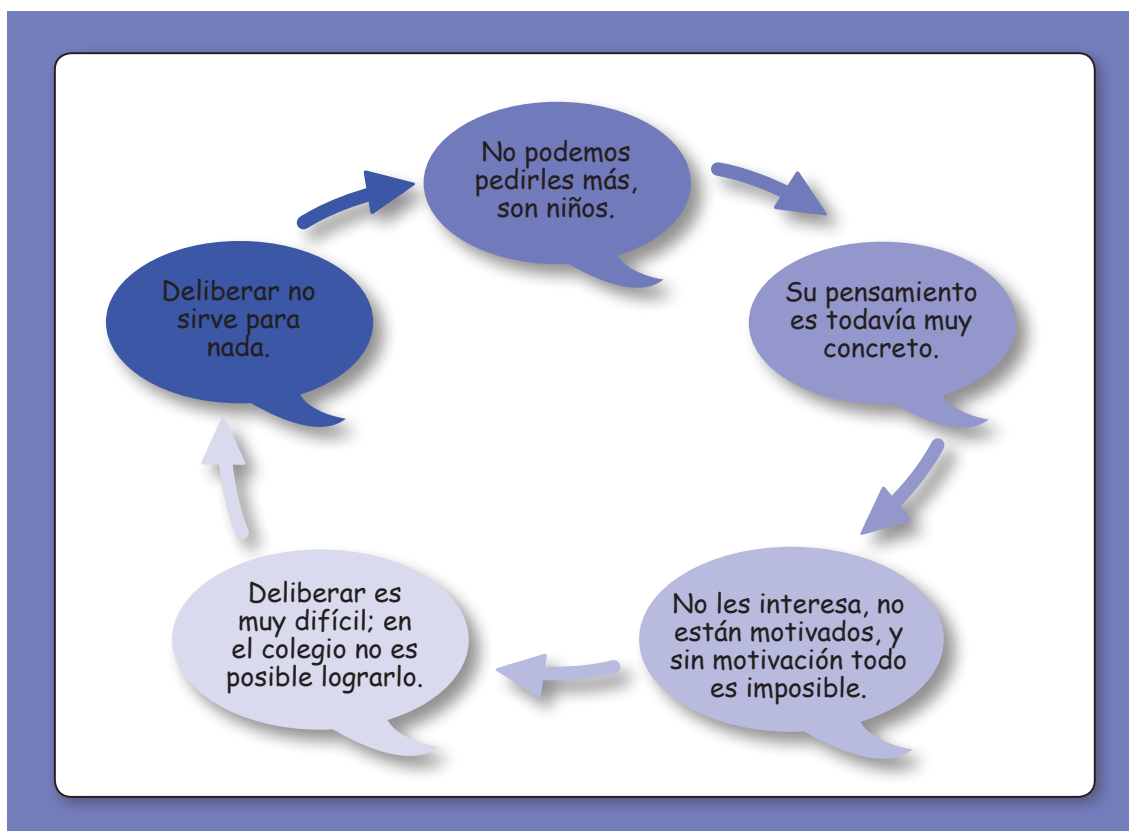 No podemos
pedirles más,
son niños.
Su pensamiento
es todavía muy
concreto.
No les interesa, no
están motivados, y
sin motivación todo
es imposible.
Deliberar es
muy difícil; en
el colegio no es
posible lograrlo.
Deliberar no
sirve para
nada.